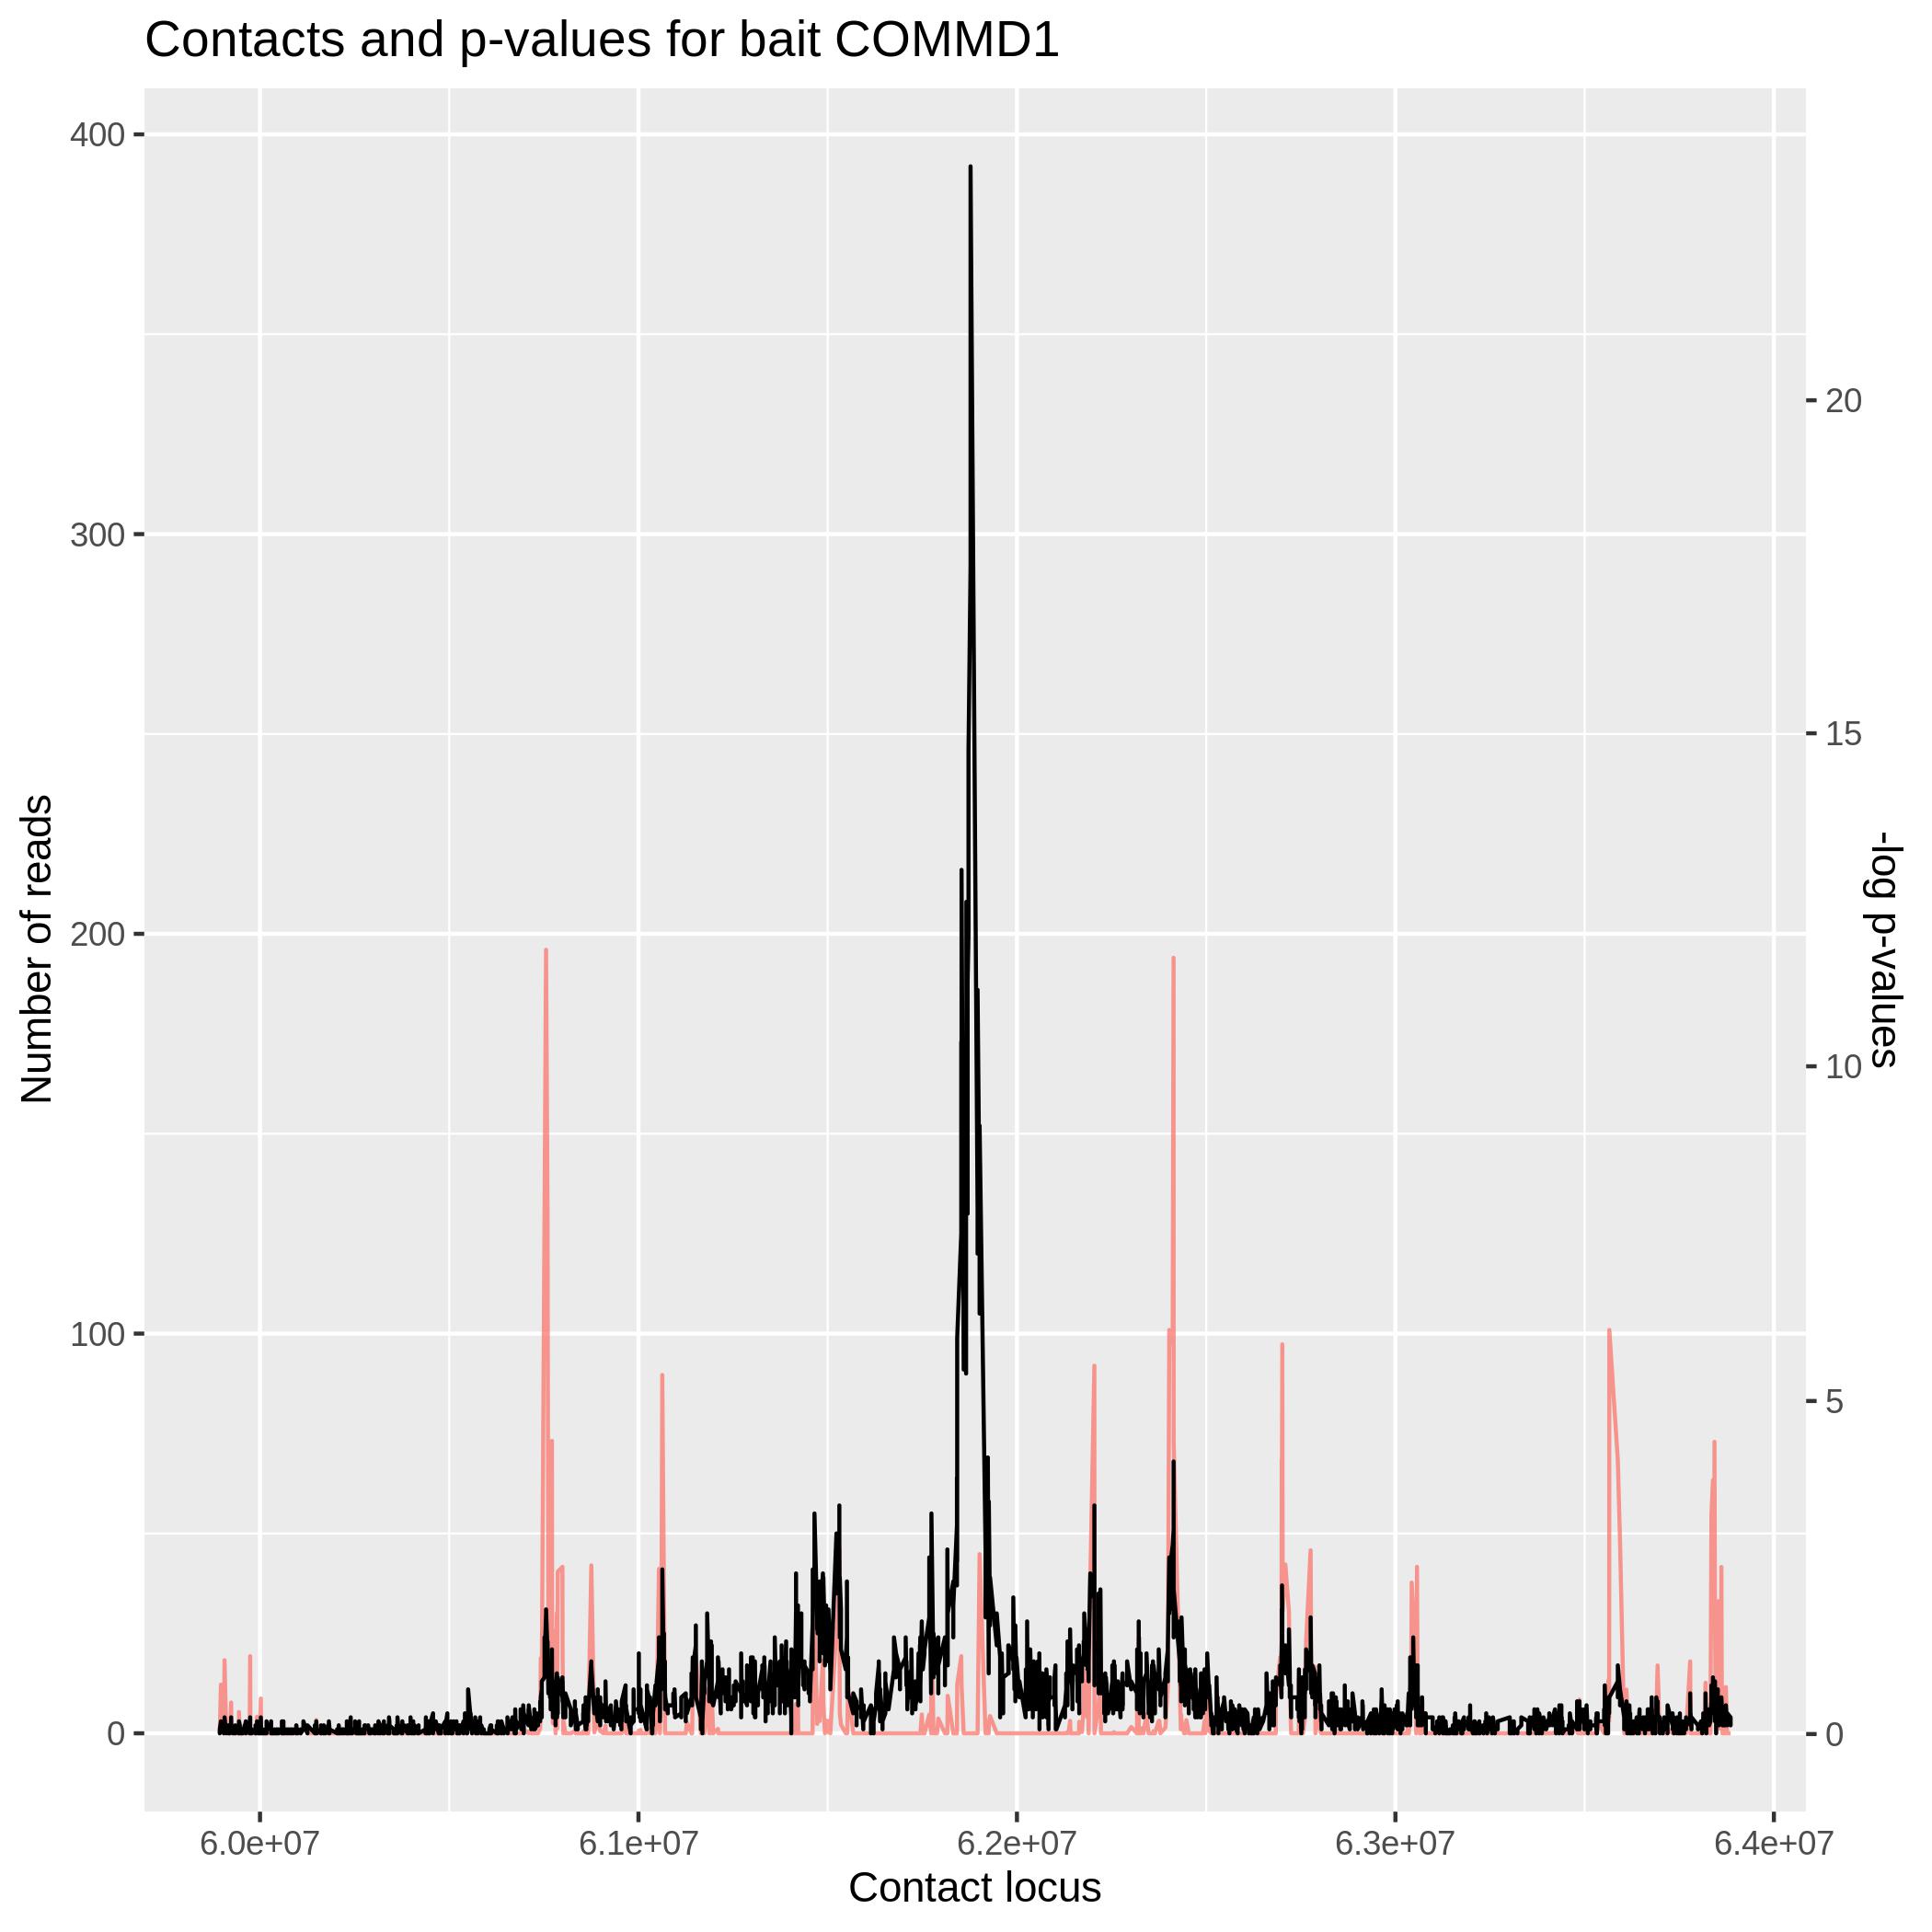 Contacts and p-values for bait COMMD1
400
300
200
100
0
Number of reads
20
15
10
5
0
-log p-values
6.0e+07
6.1e+07
6.2e+07
6.3e+07
6.4e+07
Contact locus